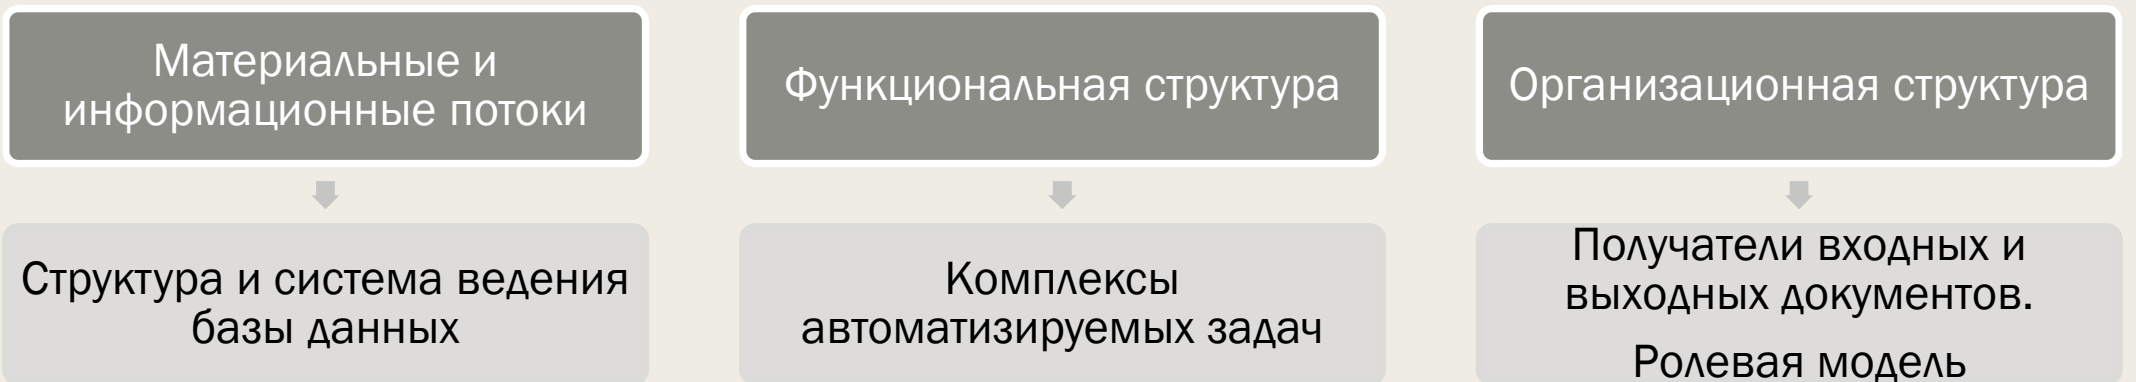 Материальные и
информационные потоки
Структура и система ведения
базы данных
Функциональная структура
Комплексы
автоматизируемых задач
Организационная структура
Получатели входных и
выходных документов.
Ролевая модель